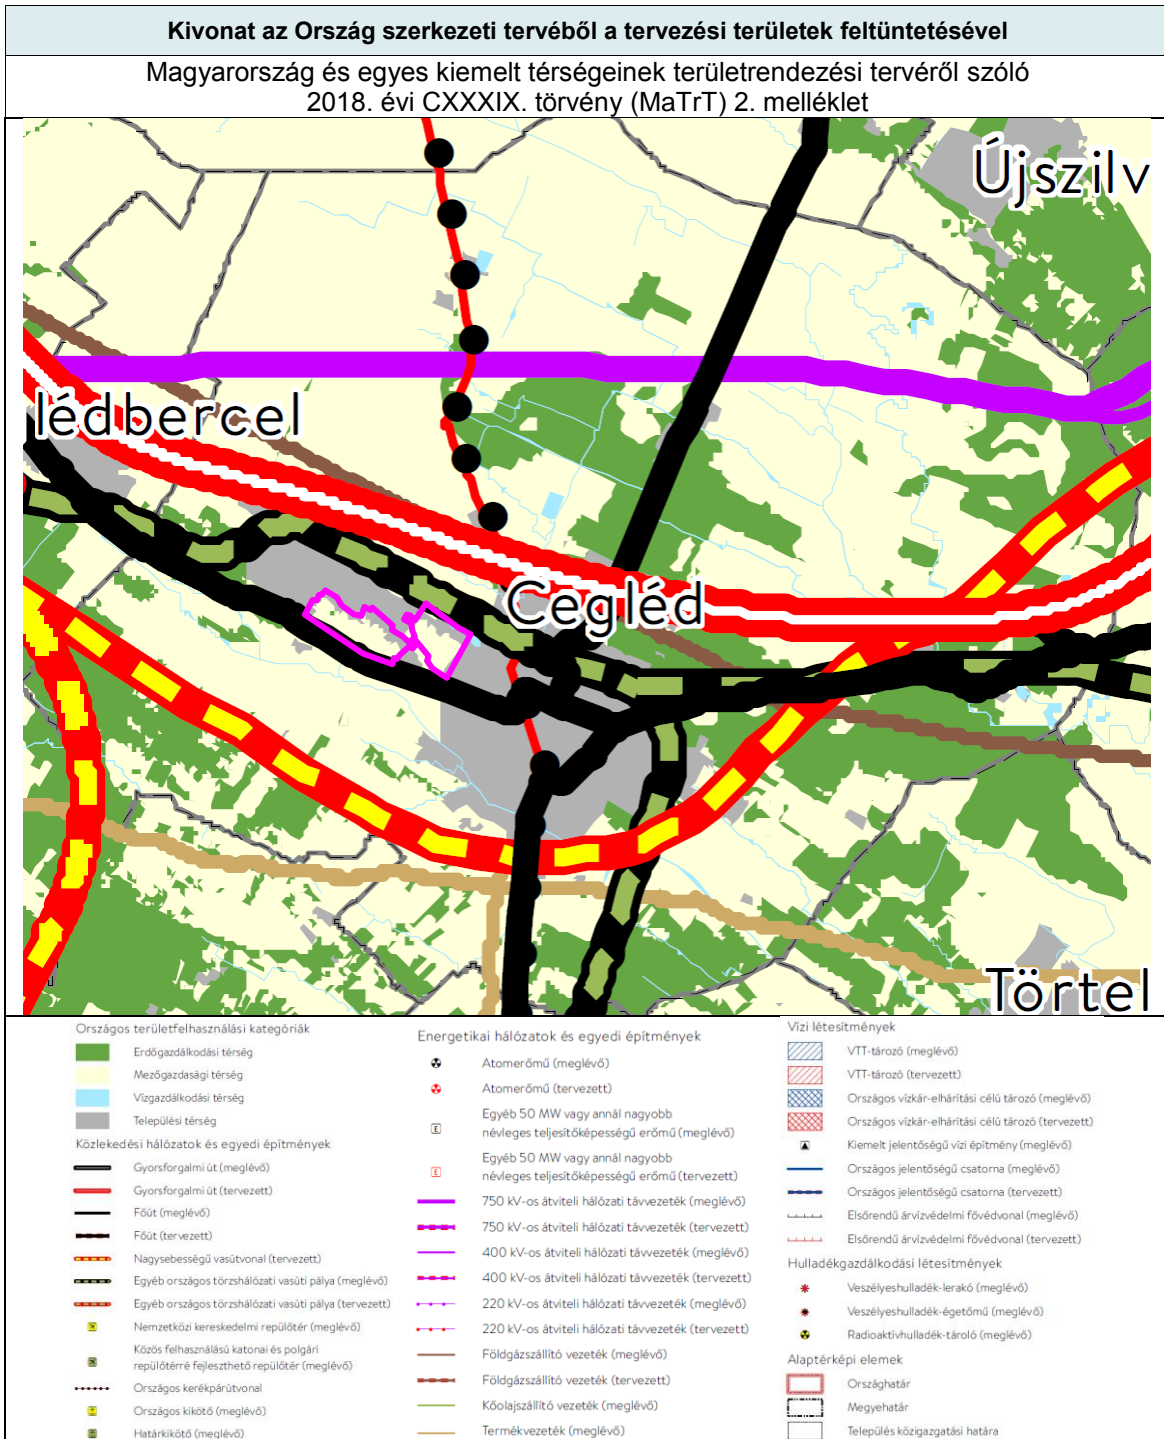 Kivonat az Ország szerkezeti tervéből a tervezési területek feltüntetésével
Magyarország és egyes kiemelt térségeinek területrendezési tervéről szóló
2018. évi CXXXIX. törvény (MaTrT) 2. melléklet
Újszilv
lédbercel
Cegléd
Törtel
Országos területfelhasználási kategóriák
Erdőgazdálkodási térség
Mezőgazdasági térség
Vízgazdálkodási térség
Települési térség
Közlekedési hálózatok és egyedi építmények
Gyorsforgalmi út (meglévő)
Gyorsforgalmi út (tervezett)
Főút (meglévő)
Főút (tervezett)
Nagysebességű vasútvonal (tervezett)
Egyéb országos törzshálózati vasúti pálya (meglévő)
Egyéb országos törzshálózati vasúti pálya (tervezett)
Nemzetközi kereskedelmi repülőtér (meglévő)
Közös felhasználású katonai és polgári
repülőtérré fejleszthető repülőtér (meglévő)
Országos kerékpárútvonal
Országos kikötő (meglévő)
Határkikötő (meglévő)
Energetikai hálózatok és egyedi építmények
Atomerőmű (meglévő)
Atomerőmű (tervezett)
Egyéb 50 MW vagy annál nagyobb
névleges teljesítőképességű erőmű (meglévő)
E
Egyéb 50 MW vagy annál nagyobb
névleges teljesítőképességű erőmű (tervezett)
E
750 kV-os átviteli hálózati távvezeték (meglévő)
750 kV-os átviteli hálózati távvezeték (tervezett)
400 kV-os átviteli hálózati távvezeték (meglévő)
400 kV-os átviteli hálózati távvezeték (tervezett)
220 kV-os átviteli hálózati távvezeték (meglévő)
220 kV-os átviteli hálózati távvezeték (tervezett)
Földgázszállító vezeték (meglévő)
Földgázszállító vezeték (tervezett)
Kőolajszállító vezeték (meglévő)
Termékvezeték (meglévő)
Vízi létesítmények
VTT-tározó (meglévő)
VTT-tározó (tervezett)
Országos vízkár-elhárítási célú tározó (meglévő)
Országos vízkár-elhárítási célú tározó (tervezett)
Kiemelt jelentőségű vízi építmény (meglévő)
Országos jelentőségű csatorna (meglévő)
Országos jelentőségű csatorna (tervezett)
Elsőrendű árvízvédelmi fővédvonal (meglévő)
Elsőrendű árvízvédelmi fővédvonal (tervezett)
Hulladékgazdálkodási létesítmények
Veszélyeshulladék-lerakó (meglévő)
Veszélyeshulladék-égetőmű (meglévő)
Radioaktívhulladék-tároló (meglévő)
Alaptérképi elemek
Országhatár
Megyehatár
Település közigazgatási határa